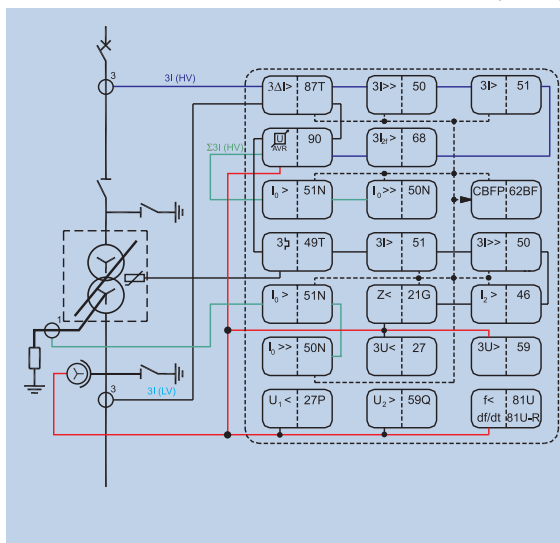 3
3I (HV)
3ΔI> 87T
3I>> 50
3I> 51
Σ3I (HV)
U
AVR 90
3I2f 68
I0 > 51N
I0 >> 50N
CBFP 62BF
3 49T
3I> 51
3I>> 50
1
I0 > 51N
Z< 21G
I2 > 46
I0 >> 50N
3U< 27
3U> 59
3
3I (LV)
U1 < 27P
U2 > 59Q
f< 81U
df/dt 81U-R